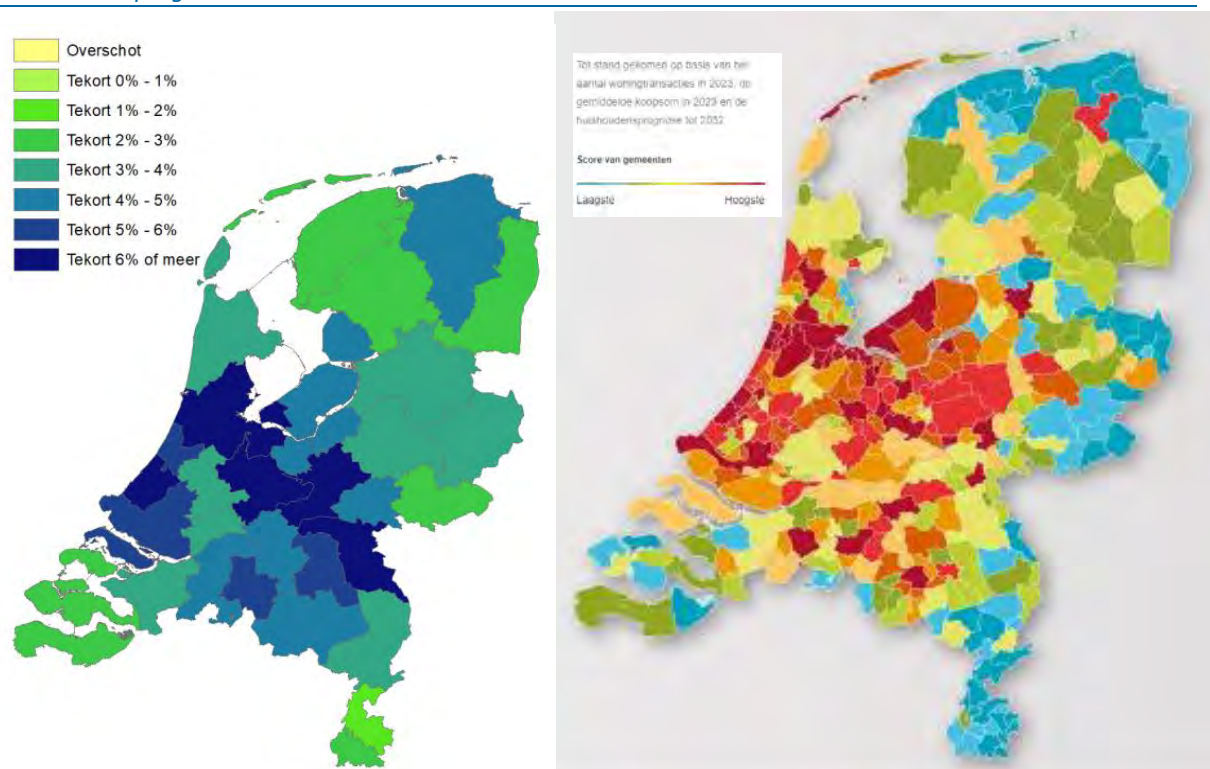 Overschot
Tekort 0% - 1%
Tekort 1% - 2%
Tekort 2% - 3%
Tekort 3% - 4%
Tekort 4% - 5%
Tekort 5% - 6%
Tekort 6% of meer
Tot stand gekomen op basis van het
aantal woningtransacties in 2023, de
gemiddelde koopsom in 2023 en de
huishoudensprognose tot 2032
Score van gemeenten
Laagste
Hoogste